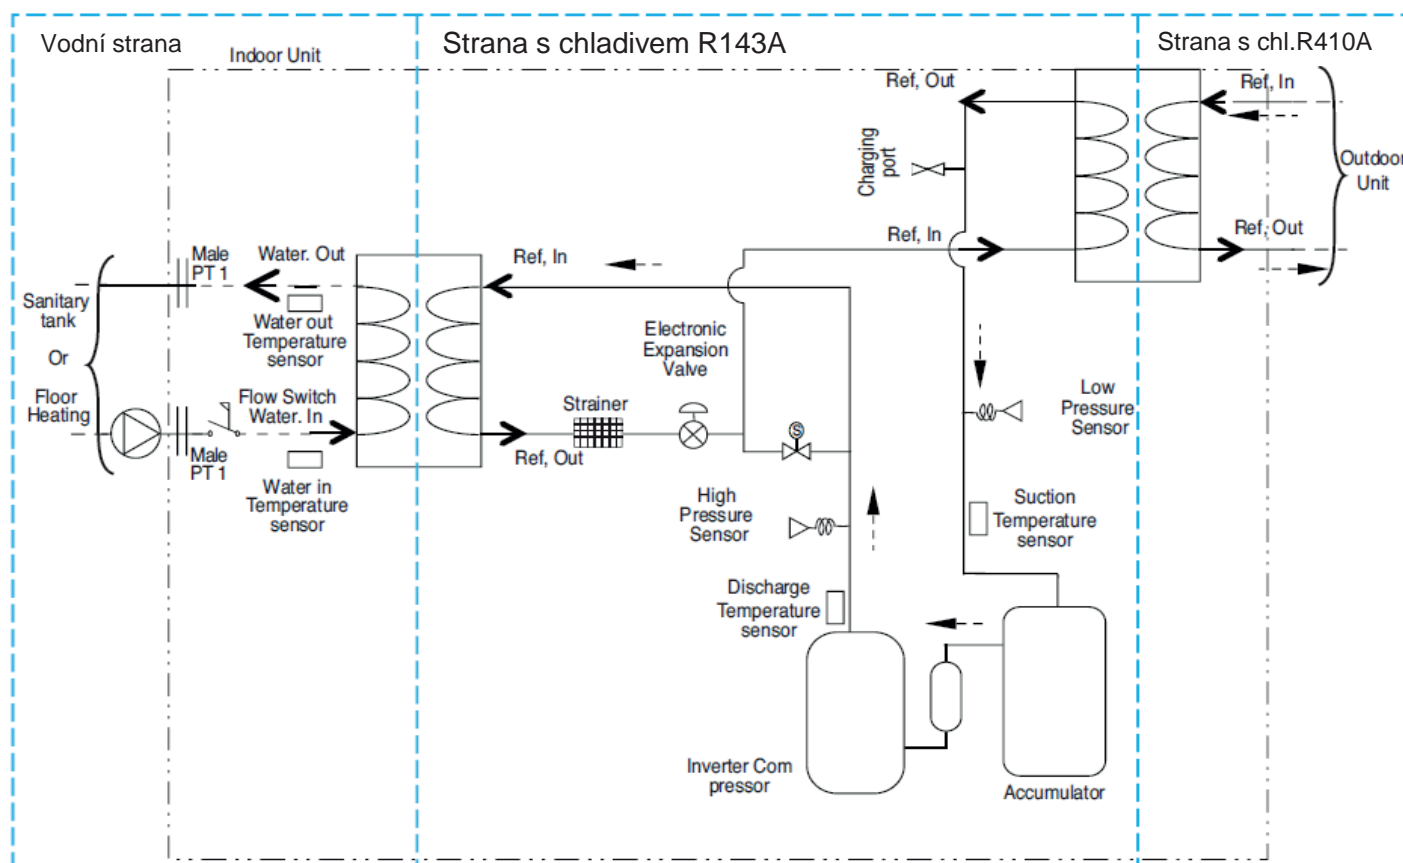 Vodní strana
Strana s chladivem R143A
Strana s chl.R410A
Indoor Unit
Ref, Out
Ref, In
Charging
port
Outdoor
Unit
Ref, In
Ref, Out
Male
PT 1
Water. Out
Ref, In
Sanitary
tank
Or
Floor
Heating
Water out
Temperature
sensor
Electronic
Expansion
Valve
Flow Switch
Water. In
Strainer
Low
Pressure
Sensor
Male
PT 1
Ref, Out
S
Water in
Temperature
sensor
High
Pressure
Sensor
Suction
Temperature
sensor
Discharge
Temperature
sensor
Inverter Com
pressor
Accumulator